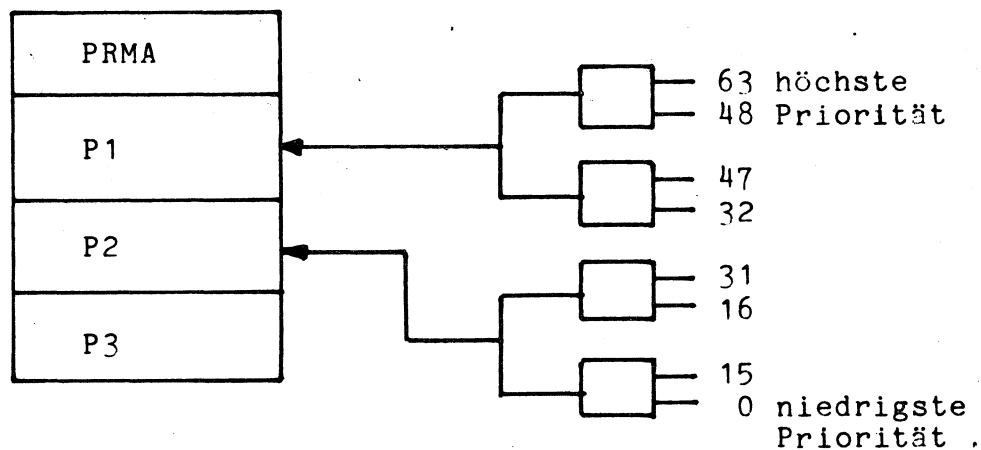 PRMA
P1
P2
P3
63 höchste
48 Priorität
47
32
31
16
15
0 niedrigste
Priorität .